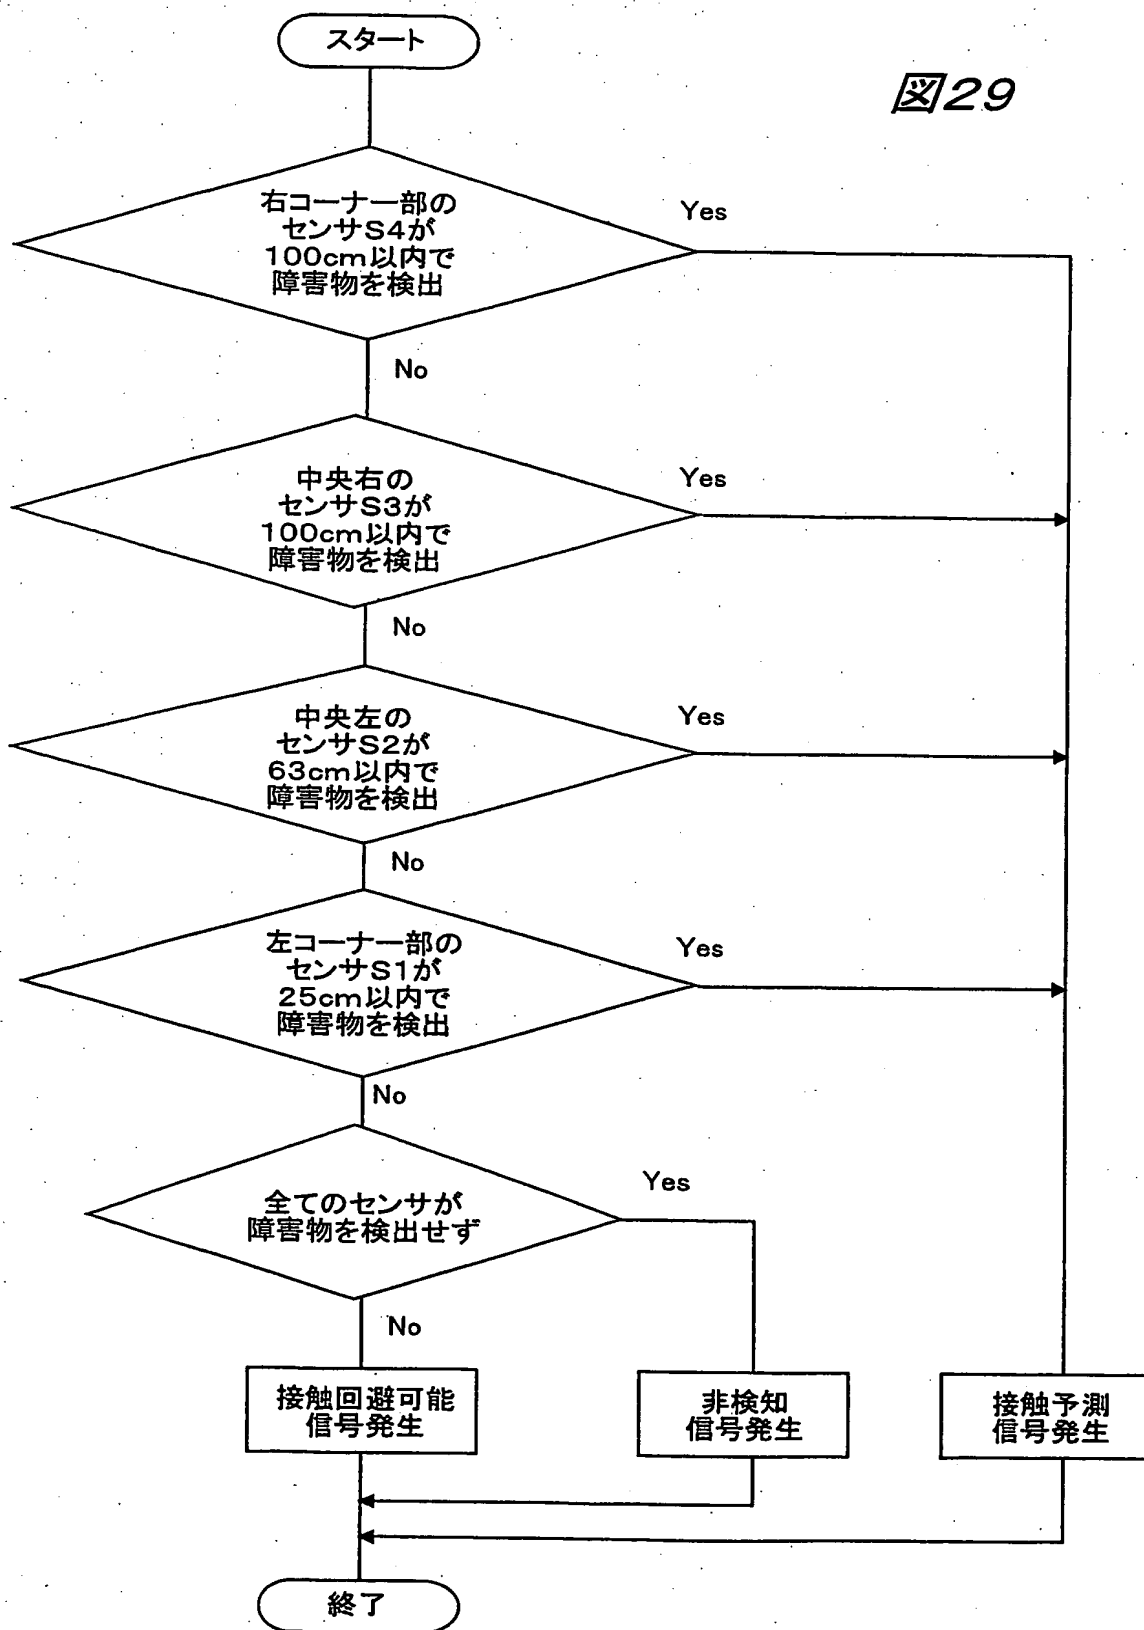 スタート
図29
右コーナー部の
センサS4が
100cm以内で
障害物を検出
Yes
No
中央右の
センサS3が
100cm以内で
障害物を検出
Yes
No
中央左の
センサS2が
63cm以内で
障害物を検出
Yes
No
左コーナー部の
センサS1が
25cm以内で
障害物を検出
Yes
No
全てのセンサが
障害物を検出せず
Yes
No
接触回避可能
信号発生
非検知
信号発生
接触予測
信号発生
終了